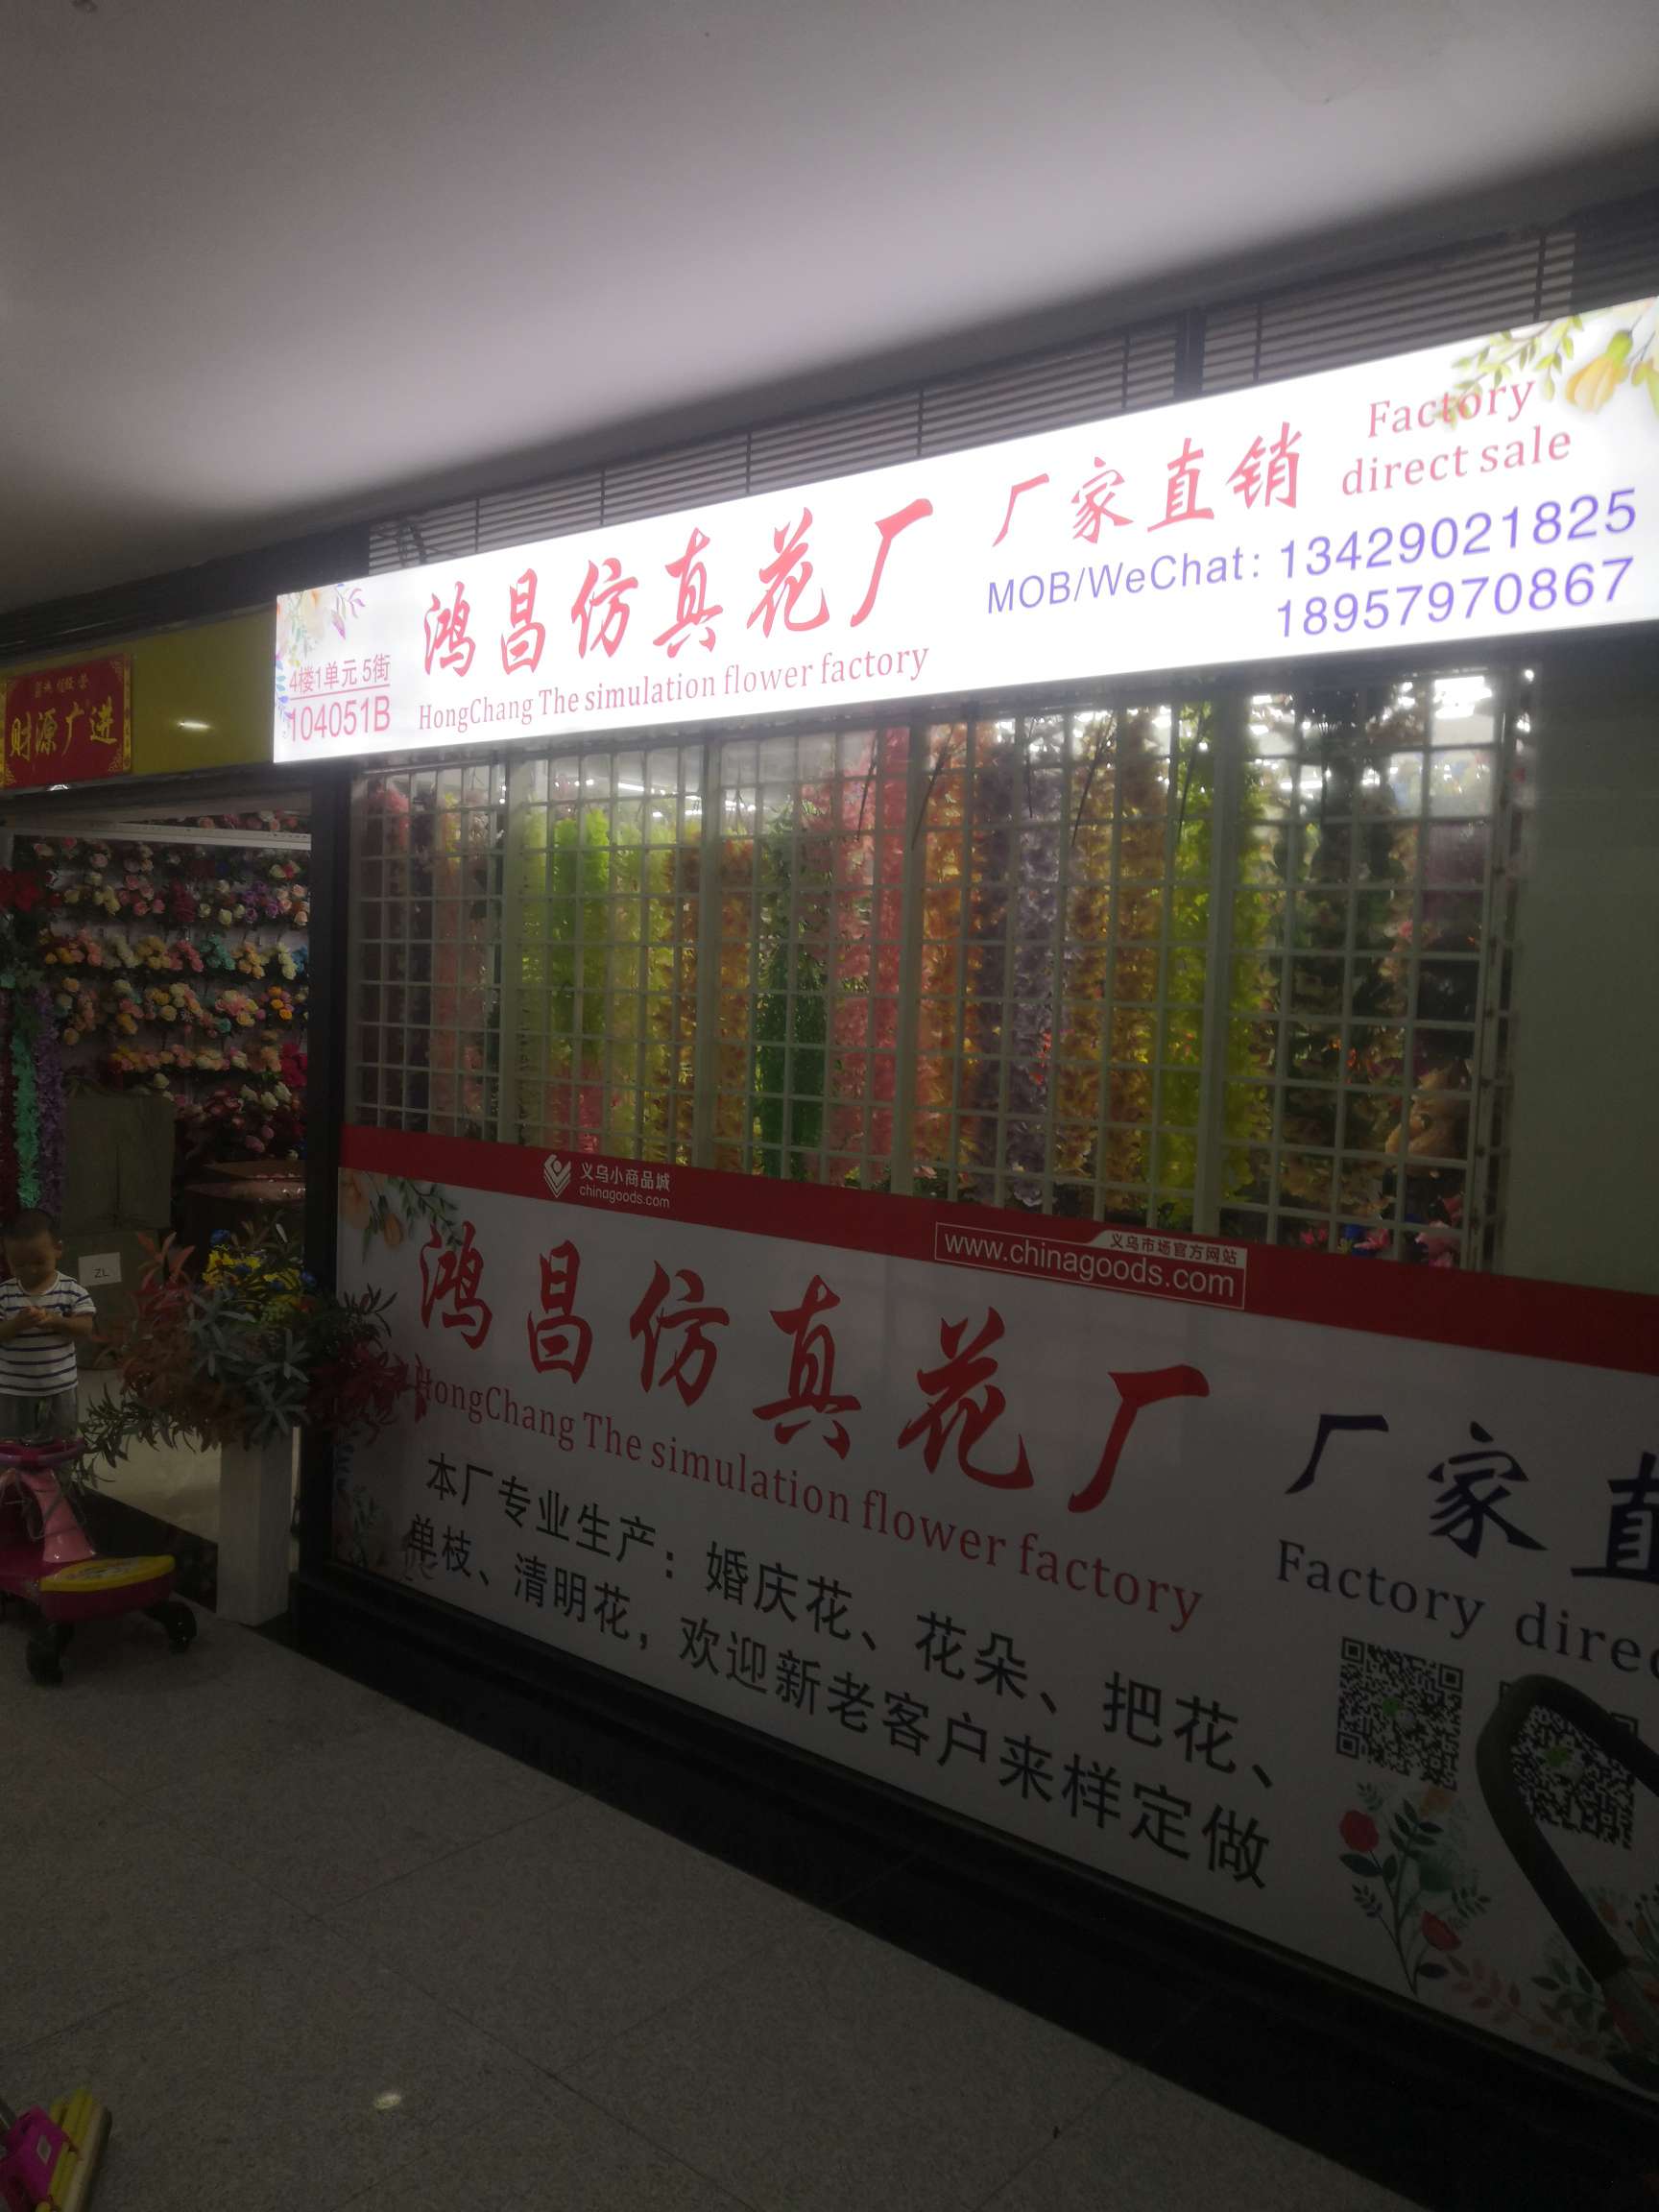 鸿昌仿真花厂
HongChang The simulation flower factory
4楼1单元 5街
104051B
厂家直销
Factory
direct sale
MOB/WeChat: 13429021825
18957970867
财源广进
义乌小商品城
chinagoods.com
义乌市场官方网站
www.chinagoods.com
鸿昌仿真花厂
HongChang The simulation flower factory
本厂专业生产：婚庆花、花朵、把花、
单枝、清明花，欢迎新老客户来样定做
厂家直
Factory direc
ZL